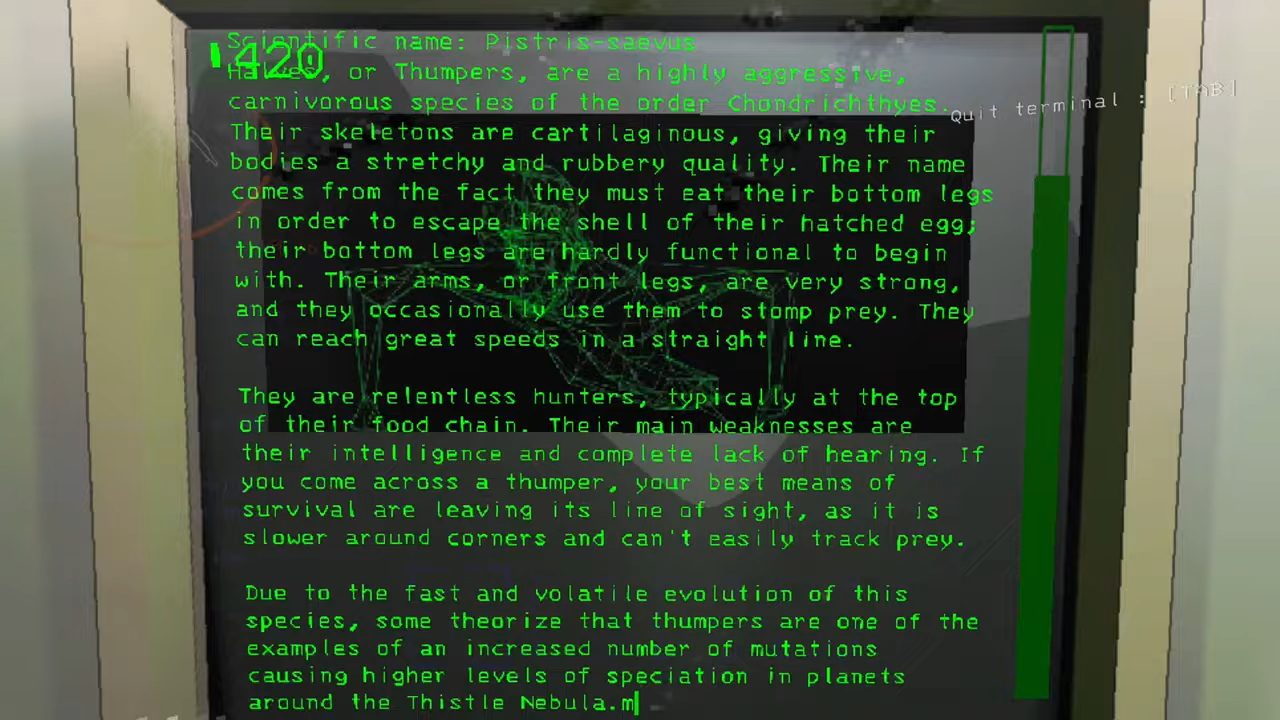 Scientific name: Pistris-saevus
420
Halves, or Thumpers, are a highly aggressive,
carnivorous species of the order Chondrichthyes.
Quit terminal : [TAB]
Their skeletons are cartilaginous, giving their
bodies a stretchy and rubbery quality. Their name
comes from the fact they must eat their bottom legs
in order to escape the shell of their hatched egg;
their bottom legs are hardly functional to begin
with. Their arms, or front legs, are very strong,
and they occasionally use them to stomp prey. They
can reach great speeds in a straight line.
They are relentless hunters, typically at the top
of their food chain. Their main weaknesses are
their intelligence and complete lack of hearing. If
you come across a thumper, your best means of
survival are leaving its line of sight, as it is
slower around corners and can't easily track prey.
Due to the fast and volatile evolution of this
species, some theorize that thumpers are one of the
examples of an increased number of mutations
causing higher levels of speciation in planets
around the Thistle Nebula.m